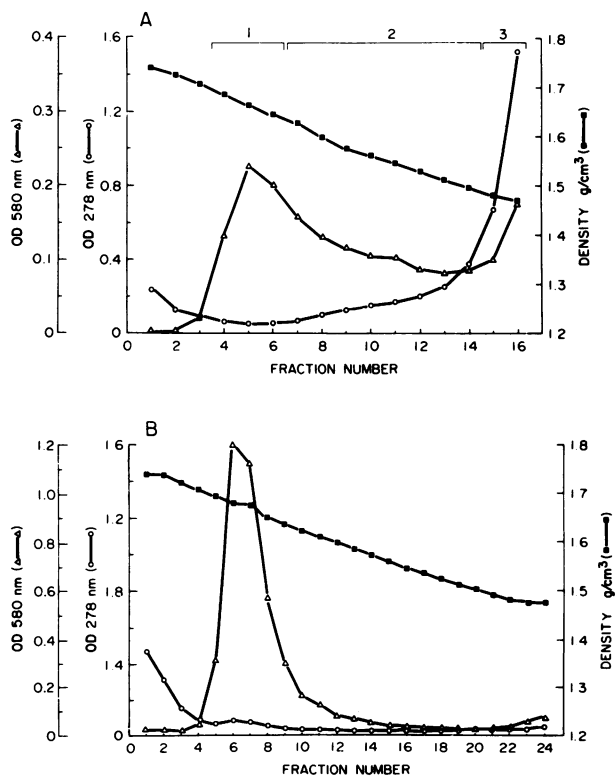 A
1 2 3
0.4
0.3
0.2
0.1
0
OD 580 nm (△—△)
1.6
1.2
0.8
0.4
0
OD 278 nm (○—○)
1.8
1.7
1.6
1.5
1.4
1.3
1.2
DENSITY g/cm³ (■—■)
0 2 4 6 8 10 12 14 16
FRACTION NUMBER
B
1.2
1.0
0.8
0.6
0.4
0.2
0
OD 580 nm (△—△)
1 6
1.2
1.8
1.4
0
OD 278 nm (○—○)
1.8
1.7
1.6
1.5
1.4
1.3
1.2
DENSITY g/cm³ (■—■)
0 2 4 6 8 10 12 14 16 18 20 22 24
FRACTION NUMBER